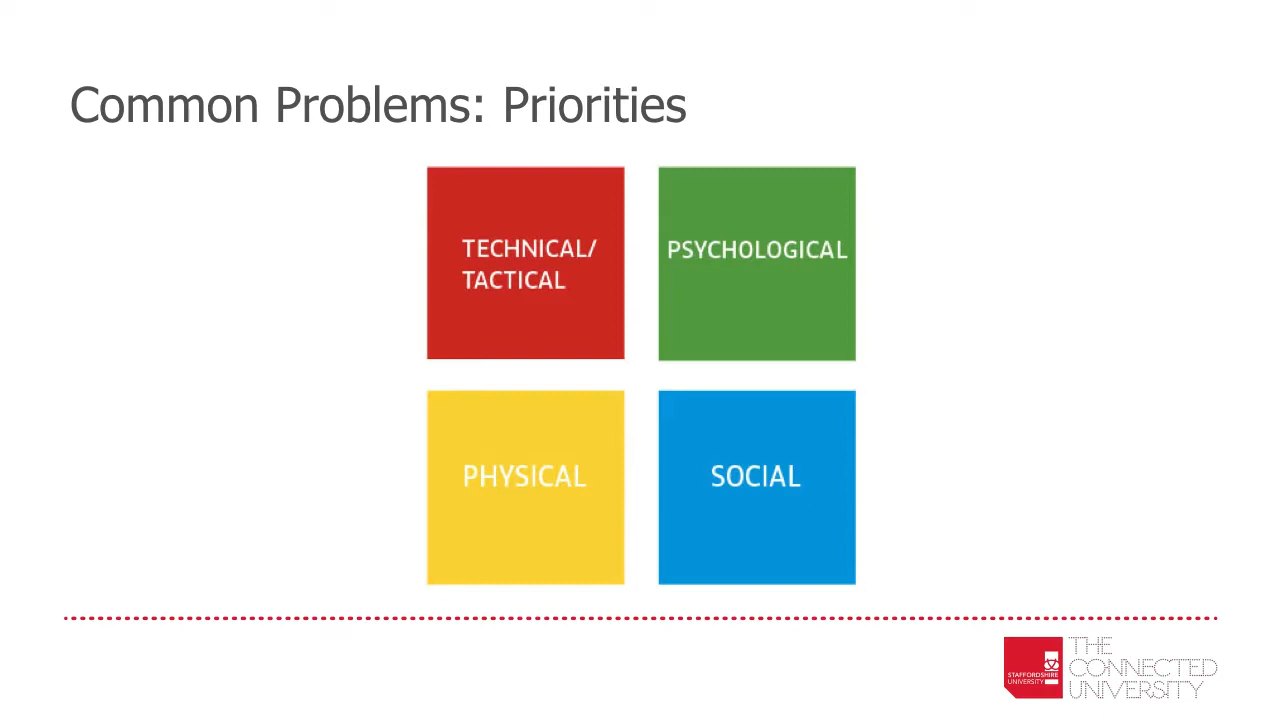 Common Problems: Priorities
TECHNICAL/
TACTICAL
PSYCHOLOGICAL
PHYSICAL
SOCIAL
STAFFORDSHIRE
UNIVERSITY
THE
CONNECTED
UNIVERSITY